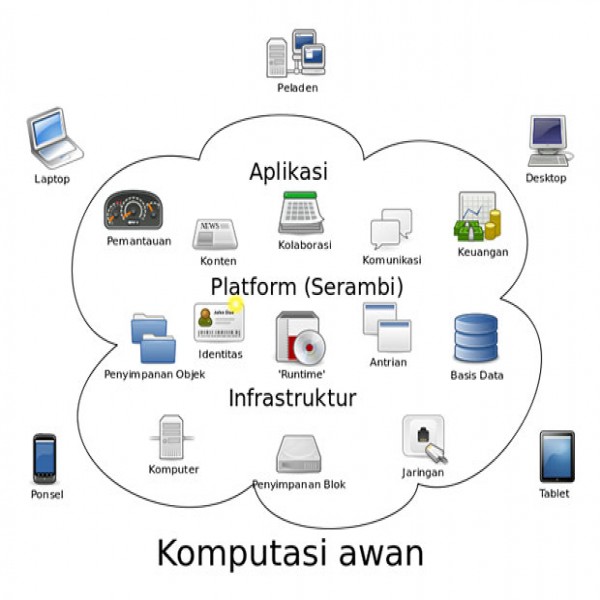 Peladen
Laptop
Desktop
Aplikasi
Pemantauan
NEWS
Konten
Kolaborasi
Komunikasi
Keuangan
Platform (Serambi)
John Doe
Penyimpanan Objek
Identitas
'Runtime'
Antrian
Basis Data
Infrastruktur
Komputer
Penyimpanan Blok
Jaringan
Ponsel
Tablet
Komputasi awan